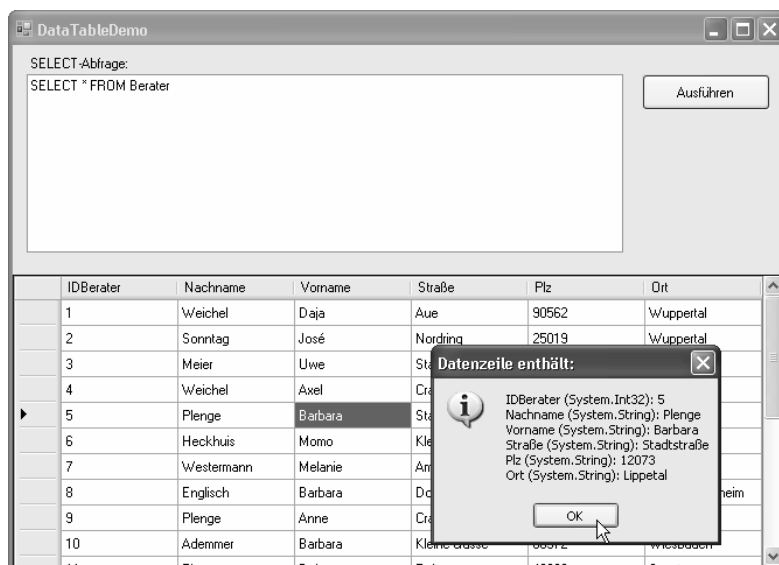 DataTableDemo
SELECT-Abfrage:
SELECT * FROM Berater
Ausführen
IDBerater Nachname Vorname Straße Plz Ort
1 Weichel Daja Aue 90562 Wuppertal
2 Sonntag José Nordring 25019 Wuppertal
3 Meier Uwe
4 Weichel Axel
5 Plenge Barbara
6 Heckhuis Momo
7 Westermann Melanie
8 Englisch Barbara
9 Plenge Anne
10 Ademmer Barbara
Datenzeile enthält:
IDBerater (System.Int32): 5
Nachname (System.String): Plenge
Vorname (System.String): Barbara
Straße (System.String): Stadtstraße
Plz (System.String): 12073
Ort (System.String): Lippetal
OK